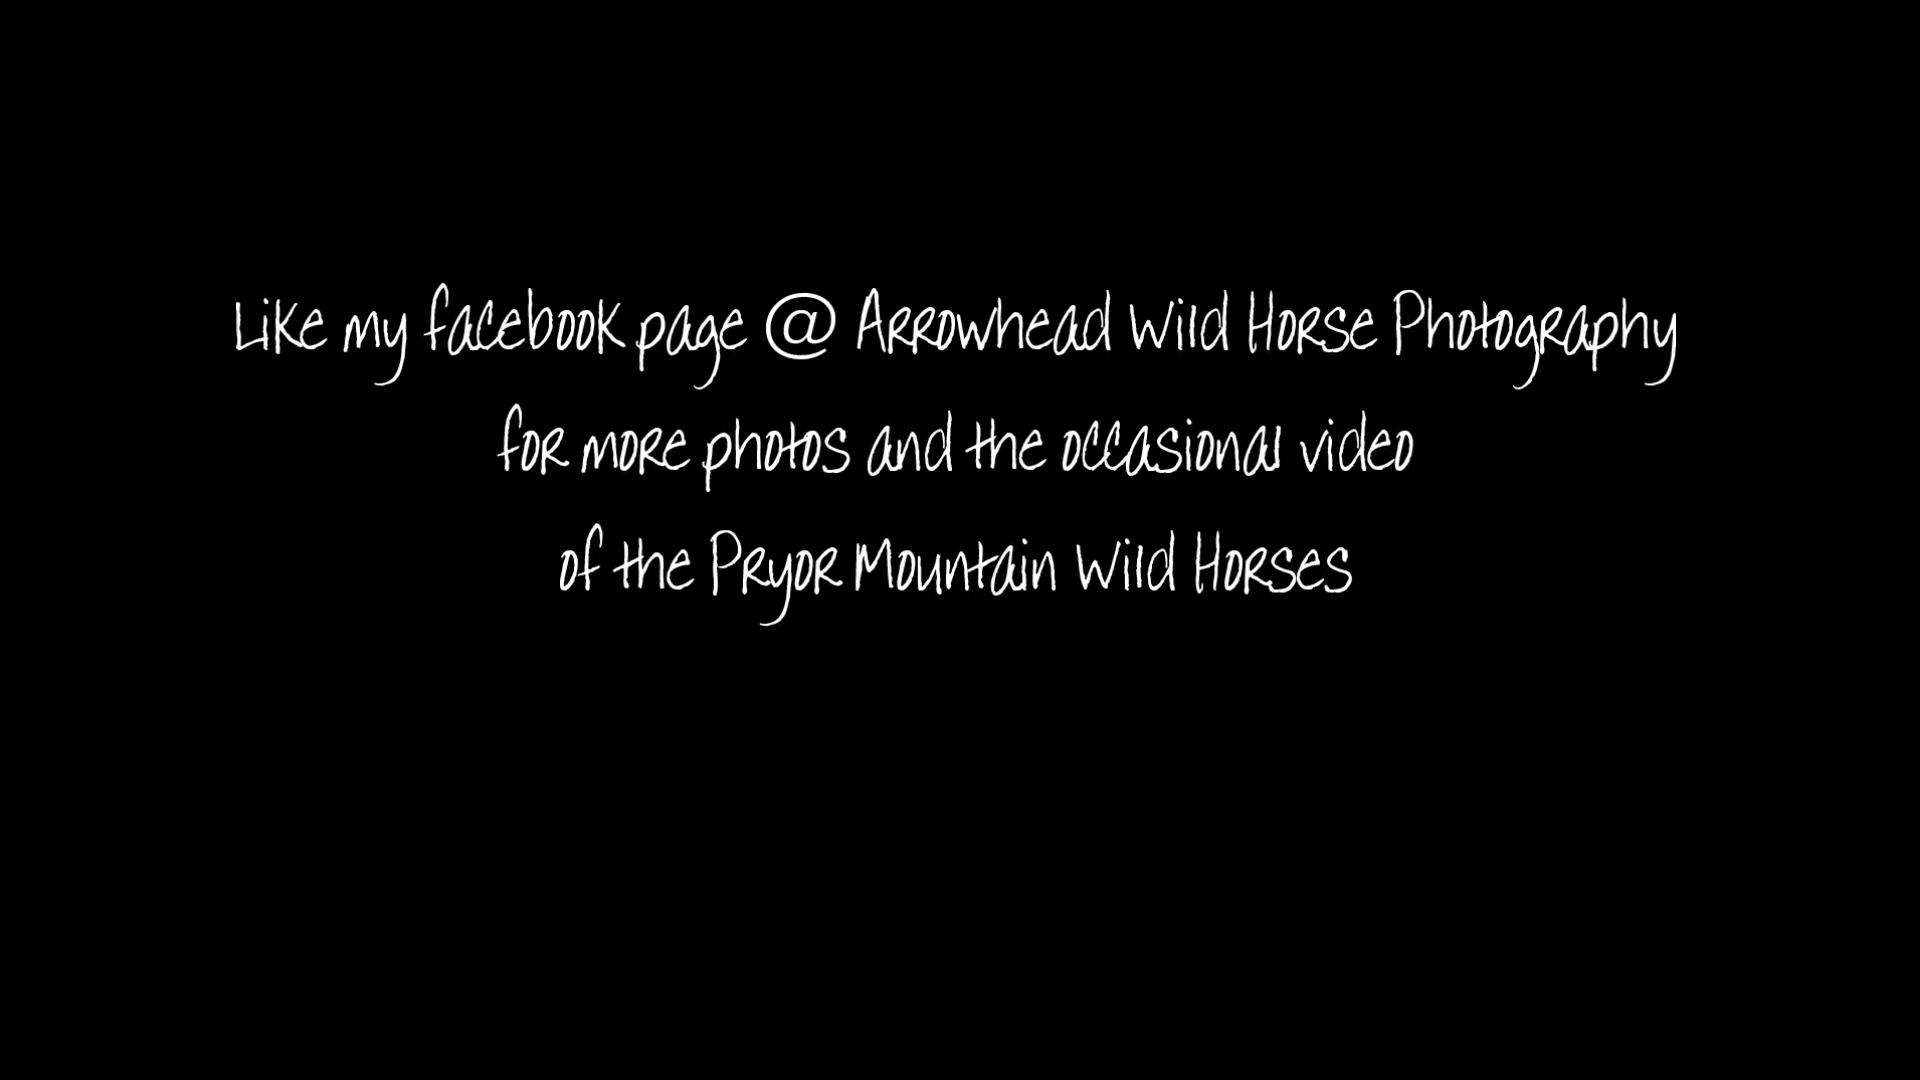 Like my facebook page @ Arrowhead Wild Horse Photography
for more photos and the occasional video
of the Pryor Mountain Wild Horses